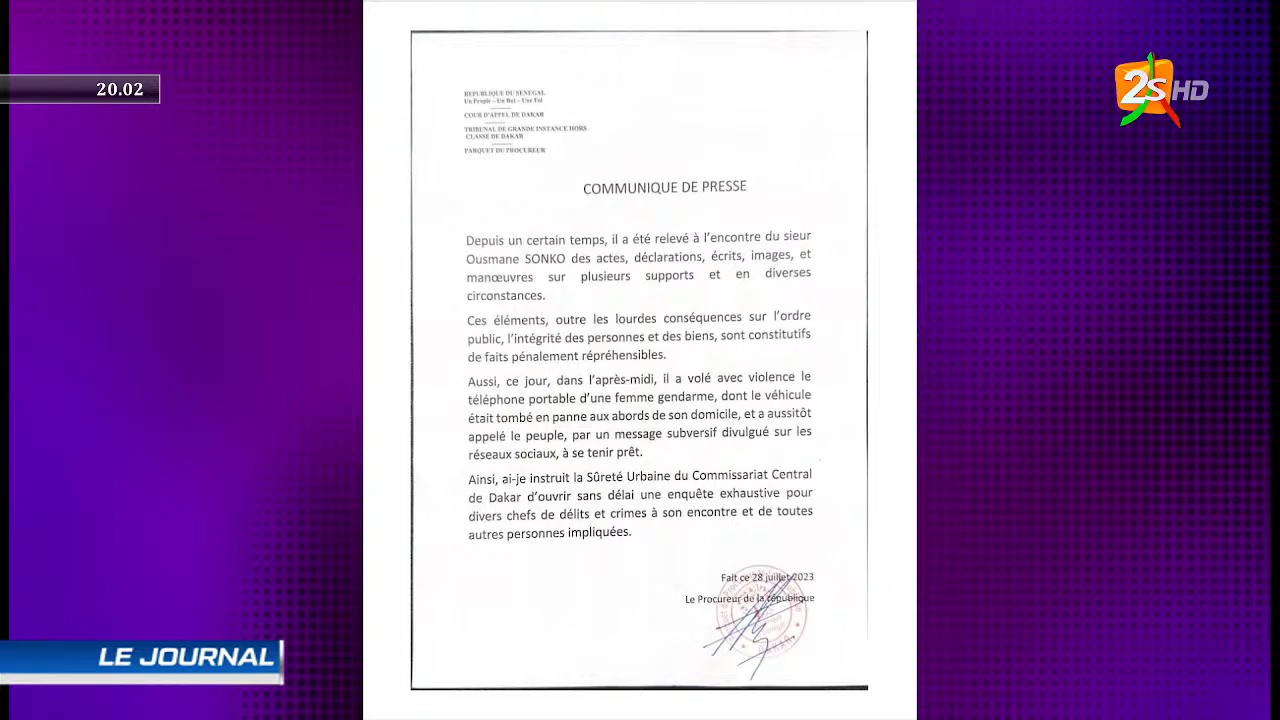 20.02
2S HD
REPUBLIQUE DU SENEGAL
Un Peuple – Un But – Une Foi
COUR D'APPEL DE DAKAR
TRIBUNAL DE GRANDE INSTANCE HORS
CLASSE DE DAKAR
PARQUET DU PROCUREUR
COMMUNIQUE DE PRESSE
Depuis un certain temps, il a été relevé à l'encontre du sieur
Ousmane SONKO des actes, déclarations, écrits, images, et
manœuvres sur plusieurs supports et en diverses
circonstances.
Ces éléments, outre les lourdes conséquences sur l'ordre
public, l'intégrité des personnes et des biens, sont constitutifs
de faits pénalement répréhensibles.
Aussi, ce jour, dans l'après-midi, il a volé avec violence le
téléphone portable d'une femme gendarme, dont le véhicule
était tombé en panne aux abords de son domicile, et a aussitôt
appelé le peuple, par un message subversif divulgué sur les
réseaux sociaux, à se tenir prêt.
Ainsi, ai-je instruit la Sûreté Urbaine du Commissariat Central
de Dakar d'ouvrir sans délai une enquête exhaustive pour
divers chefs de délits et crimes à son encontre et de toutes
autres personnes impliquées.
Fait ce 28 juillet 2023
Le Procureur de la république
DAKAR
LE JOURNAL